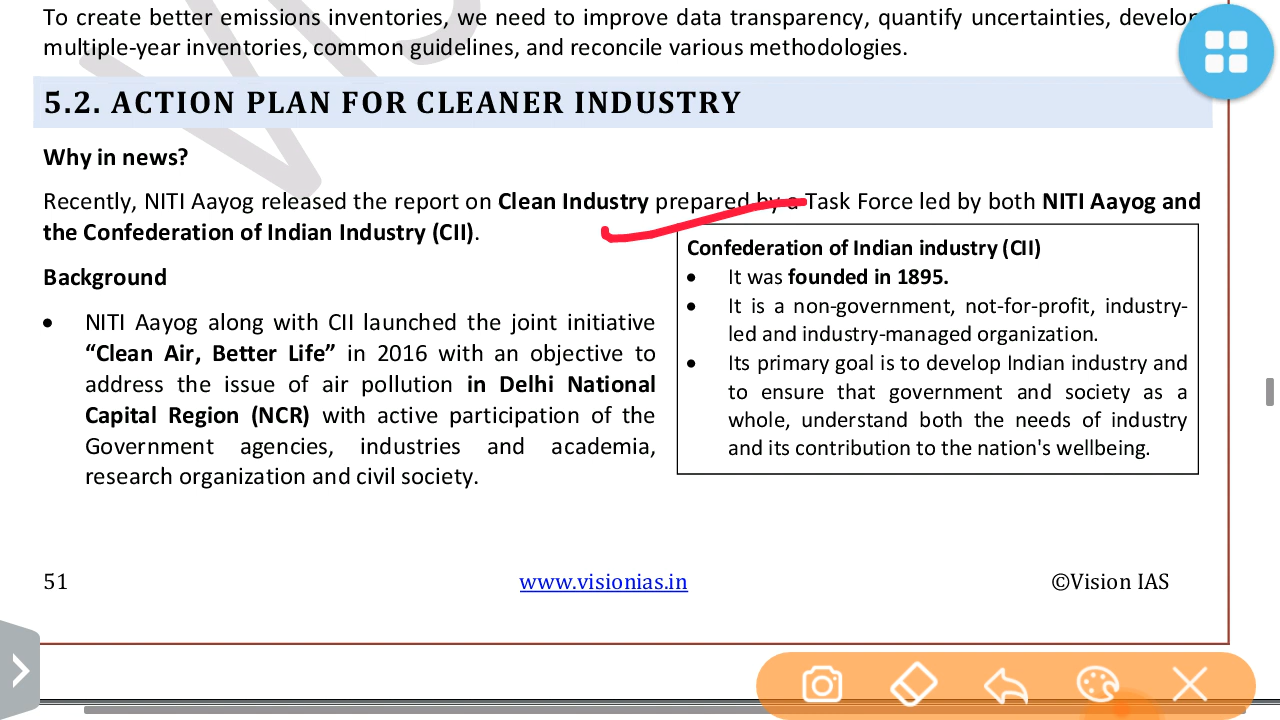 To create better emissions inventories, we need to improve data transparency, quantify uncertainties, develop
multiple-year inventories, common guidelines, and reconcile various methodologies.
5.2. ACTION PLAN FOR CLEANER INDUSTRY
Why in news?
Recently, NITI Aayog released the report on Clean Industry prepared by a Task Force led by both NITI Aayog and
the Confederation of Indian Industry (CII).
Background
• NITI Aayog along with CII launched the joint initiative
“Clean Air, Better Life” in 2016 with an objective to
address the issue of air pollution in Delhi National
Capital Region (NCR) with active participation of the
Government agencies, industries and academia,
research organization and civil society.
Confederation of Indian industry (CII)
• It was founded in 1895.
• It is a non-government, not-for-profit, industry-
led and industry-managed organization.
• Its primary goal is to develop Indian industry and
to ensure that government and society as a
whole, understand both the needs of industry
and its contribution to the nation's wellbeing.
51
www.visionias.in
©Vision IAS